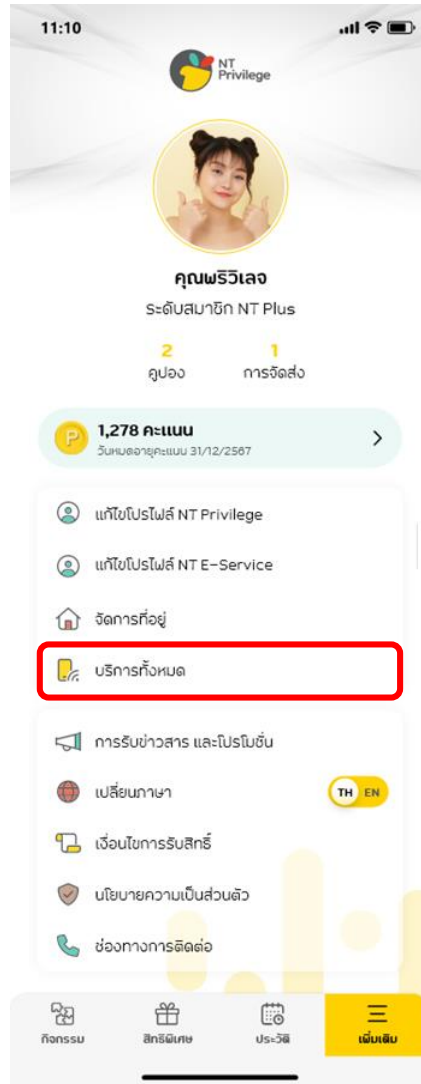 11:10
NT
Privilege
คุณพริวิเลจ
ระดับสมาชิก NT Plus
2 1
คูปอง การจัดส่ง
P 1,278 คะแนน
วันหมดอายุคะแนน 31/12/2567
แก้ไขโปรไฟล์ NT Privilege
แก้ไขโปรไฟล์ NT E-Service
จัดการที่อยู่
บริการทั้งหมด
การรับข่าวสาร และโปรโมชั่น
เปลี่ยนภาษา TH EN
เงื่อนไขการรับสิทธิ์
นโยบายความเป็นส่วนตัว
ช่องทางการติดต่อ
กิจกรรม สิทธิพิเศษ ประวัติ เพิ่มเติม